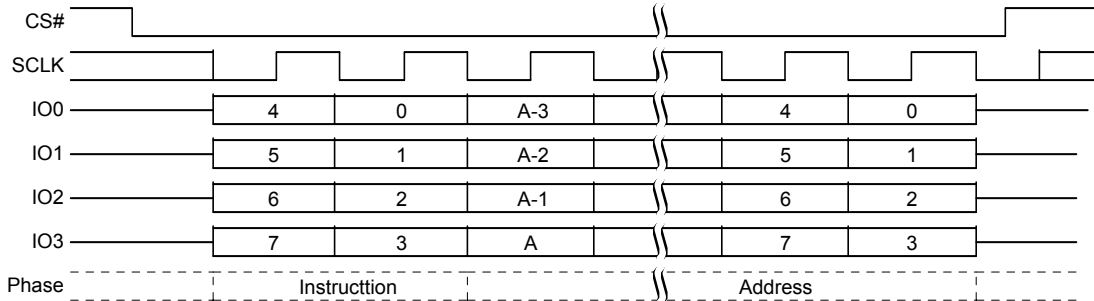 CS#
SCLK
IO0 4 0 A-3 4 0
IO1 5 1 A-2 5 1
IO2 6 2 A-1 6 2
IO3 7 3 A 7 3
Phase Instructtion Address